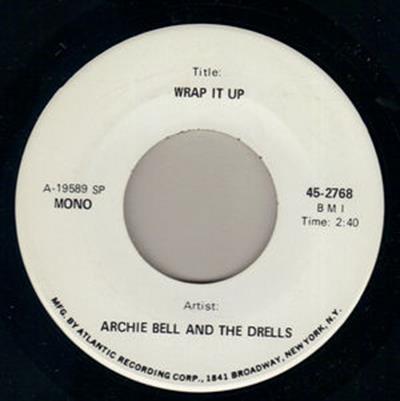 Title:
WRAP IT UP
A-19589 SP
MONO
45-2768
BMI
Time: 2:40
Artist:
ARCHIE BELL AND THE DRELLS
MFG. BY ATLANTIC RECORDING CORP., 1841 BROADWAY, NEW YORK, N.Y.